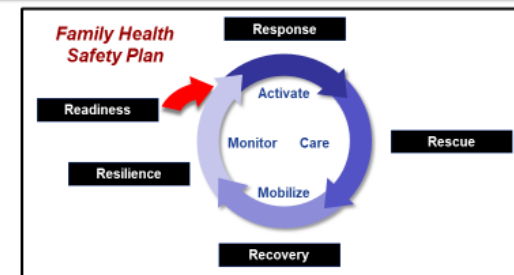 Family Health
Safety Plan
Response
Activate
Readiness
Monitor
Care
Rescue
Resilience
Mobilize
Recovery